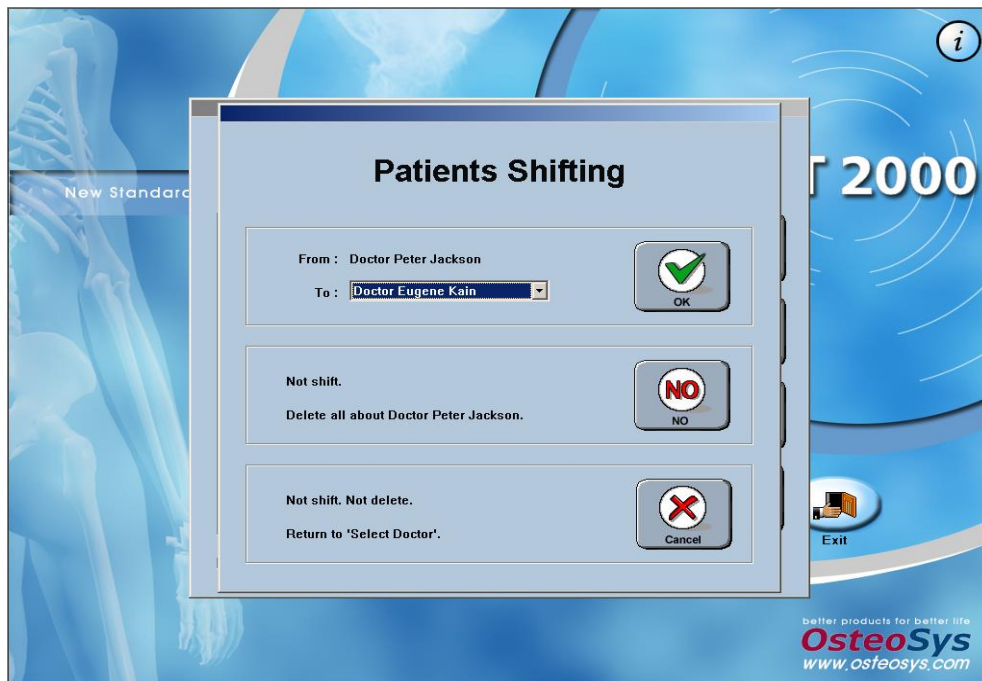 i
New Standard
T 2000
Patients Shifting
From : Doctor Peter Jackson
To : Doctor Eugene Kain
OK
Not shift.
Delete all about Doctor Peter Jackson.
NO
NO
Not shift. Not delete.
Return to 'Select Doctor'.
Cancel
Exit
better products for better life
OsteoSys
www.osteosys.com